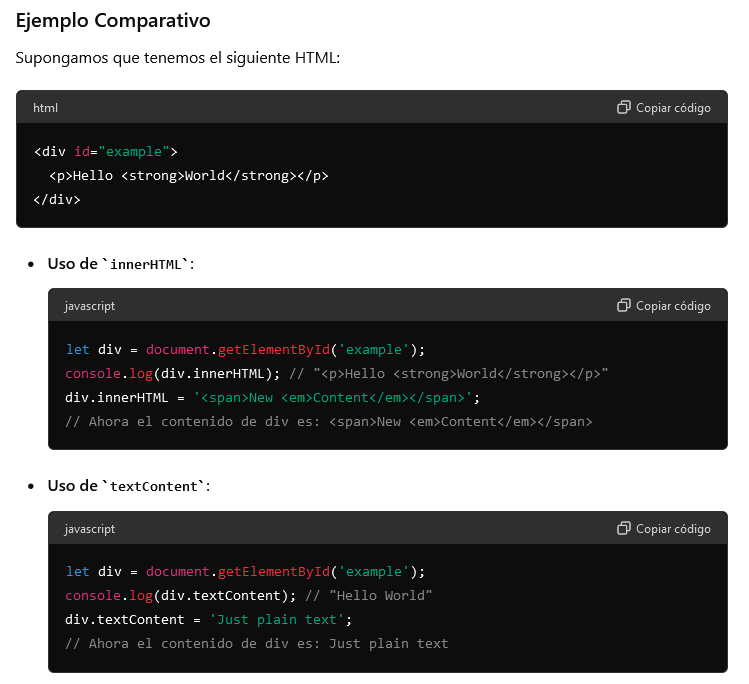 Ejemplo Comparativo
Supongamos que tenemos el siguiente HTML:
html Copiar código
<div id="example">
  <p>Hello <strong>World</strong></p>
</div>
• Uso de `innerHTML`:
javascript Copiar código
let div = document.getElementById('example');
console.log(div.innerHTML); // "<p>Hello <strong>World</strong></p>"
div.innerHTML = '<span>New <em>Content</em></span>';
// Ahora el contenido de div es: <span>New <em>Content</em></span>
• Uso de `textContent`:
javascript Copiar código
let div = document.getElementById('example');
console.log(div.textContent); // "Hello World"
div.textContent = 'Just plain text';
// Ahora el contenido de div es: Just plain text